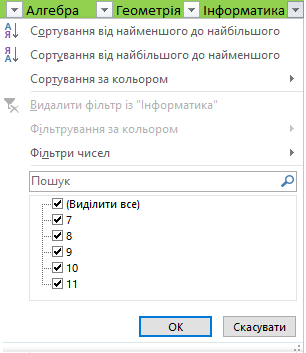 Алгебра Геометрія Інформатика
А
Я Сортування від найменшого до найбільшого
Я
А Сортування від найбільшого до найменшого
Сортування за кольором
Видалити фільтр із "Інформатика"
Фільтрування за кольором
Фільтри чисел
Пошук
(Виділити все)
7
8
9
10
11
ОК Скасувати